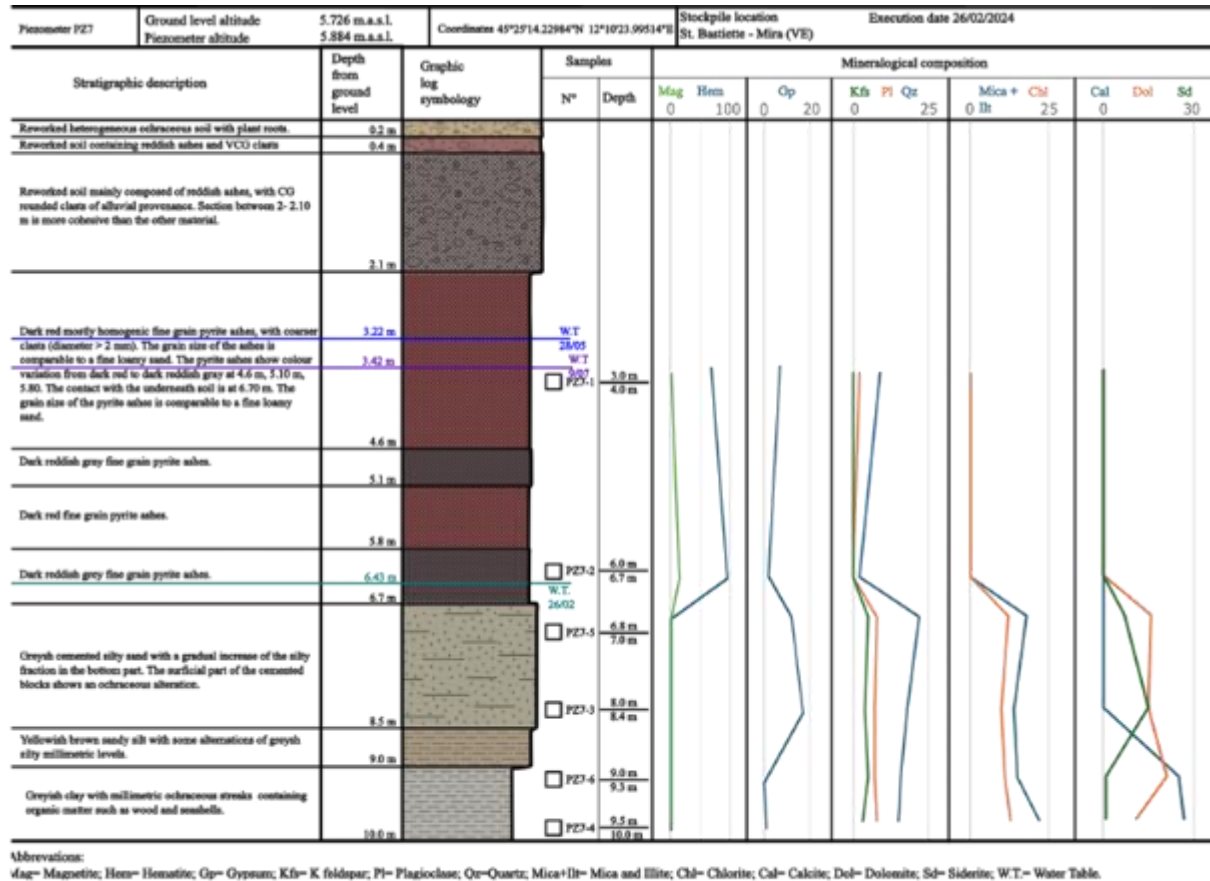 Piezometer PZ7
Ground level altitude 5.726 m.a.s.l.
Piezometer altitude 5.884 m.a.s.l.
Coordinates 45°25'14.22984"N 12°10'23.99514"E
Stockpile location
St. Bastiette - Mira (VE)
Execution date 26/02/2024
Stratigraphic description
Depth
from
ground
level
Graphic
log
symbology
Samples
N°
Depth
Mineralogical composition
Mag Hem
0 100
Gp
0 20
Kfs Pl Qz
0 25
Mica + Chl
Ilt
0 25
Cal Dol Sd
0 30
Reworked heterogeneous ochraceous soil with plant roots.
0.2 m
Reworked soil containing reddish ashes and VCG clasts
0.4 m
Reworked soil mainly composed of reddish ashes, with CG
rounded clasts of alluvial provenance. Section between 2- 2.10
m is more cohesive than the other material.
2.1 m
Dark red mostly homogenic fine grain pyrite ashes, with coarser
clasts (diameter > 2 mm). The grain size of the ashes is
comparable to a fine loamy sand. The pyrite ashes show colour
variation from dark red to dark reddish gray at 4.6 m, 5.10 m,
5.80. The contact with the underneath soil is at 6.70 m. The
grain size of the pyrite ashes is comparable to a fine loamy
sand.
3.22 m
W.T
28/05
3.42 m
W.T
9/07
PZ7-1
3.0 m
4.0 m
4.6 m
Dark reddish grey fine grain pyrite ashes.
5.1 m
Dark red fine grain pyrite ashes.
5.8 m
Dark reddish grey fine grain pyrite ashes.
6.43 m
W.T.
26/02
PZ7-2
6.0 m
6.7 m
6.7 m
PZ7-5
6.8 m
7.0 m
Greysh cemented silty sand with a gradual increase of the silty
fraction in the bottom part. The surficial part of the cemented
blocks shows an ochraceous alteration.
PZ7-3
8.0 m
8.4 m
8.5 m
Yellowish brown sandy silt with some alternations of greysh
silty millimetric levels.
9.0 m
PZ7-6
9.0 m
9.3 m
Greyish clay with millimetric ochraceous streaks containing
organic matter such as wood and seashells.
PZ7-4
9.5 m
10.0 m
10.0 m
Abbrevations:
Mag= Magnetite; Hem= Hematite; Gp= Gypsum; Kfs= K feldspar; Pl= Plagioclase; Qz=Quartz; Mica+Ilt= Mica and Illite; Chl= Chlorite; Cal= Calcite; Dol= Dolomite; Sd= Siderite; W.T.= Water Table.